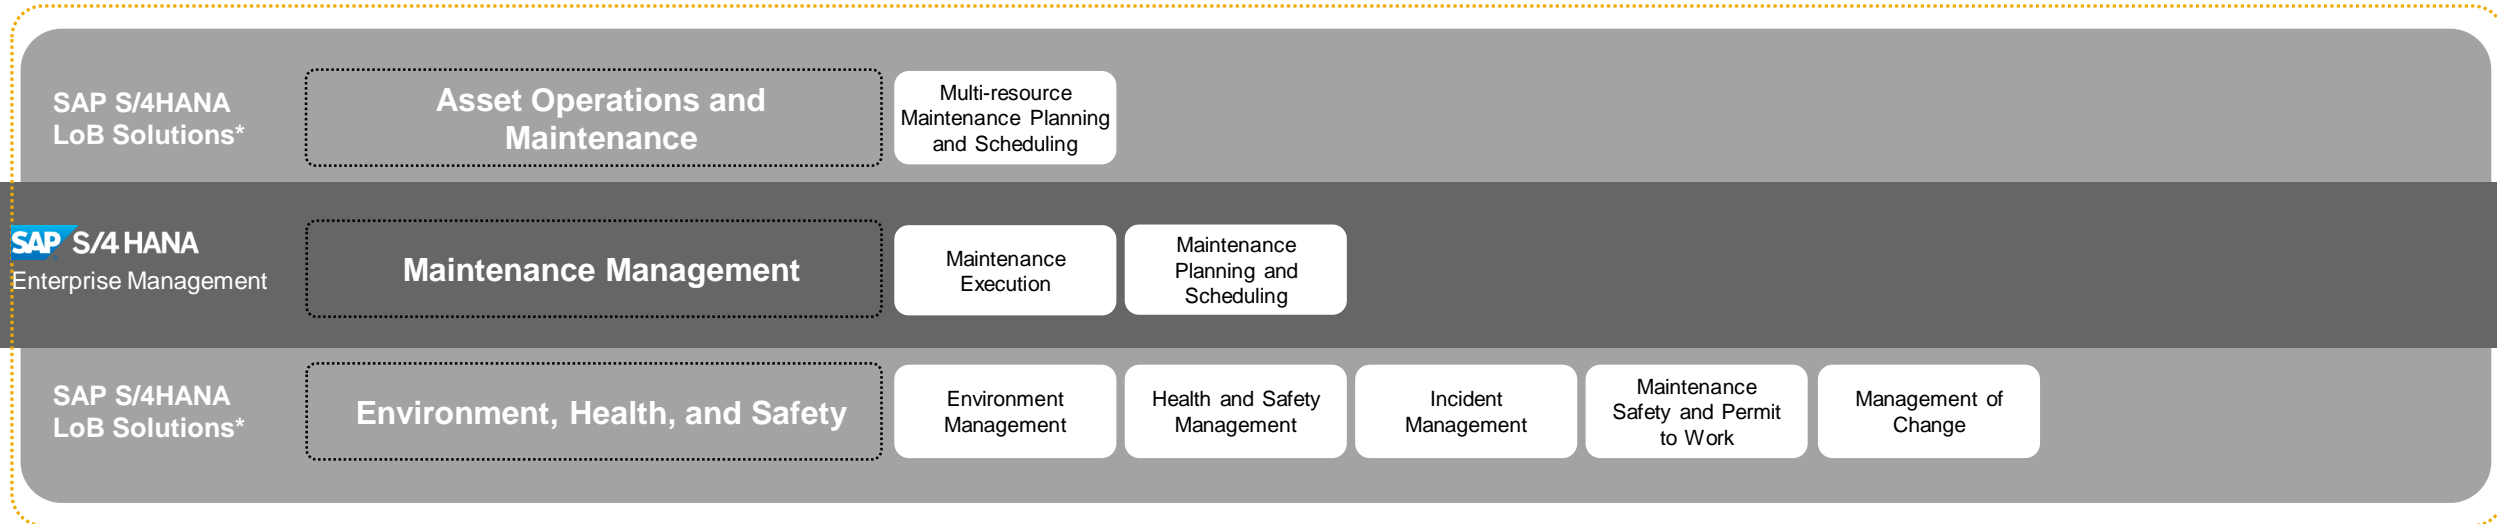 SAP S/4HANA
LoB Solutions*
Asset Operations and
Maintenance
Multi-resource
Maintenance Planning
and Scheduling
SAP S/4HANA
Enterprise Management
Maintenance Management
Maintenance
Execution
Maintenance
Planning and
Scheduling
SAP S/4HANA
LoB Solutions*
Environment, Health, and Safety
Environment
Management
Health and Safety
Management
Incident
Management
Maintenance
Safety and Permit
to Work
Management of
Change